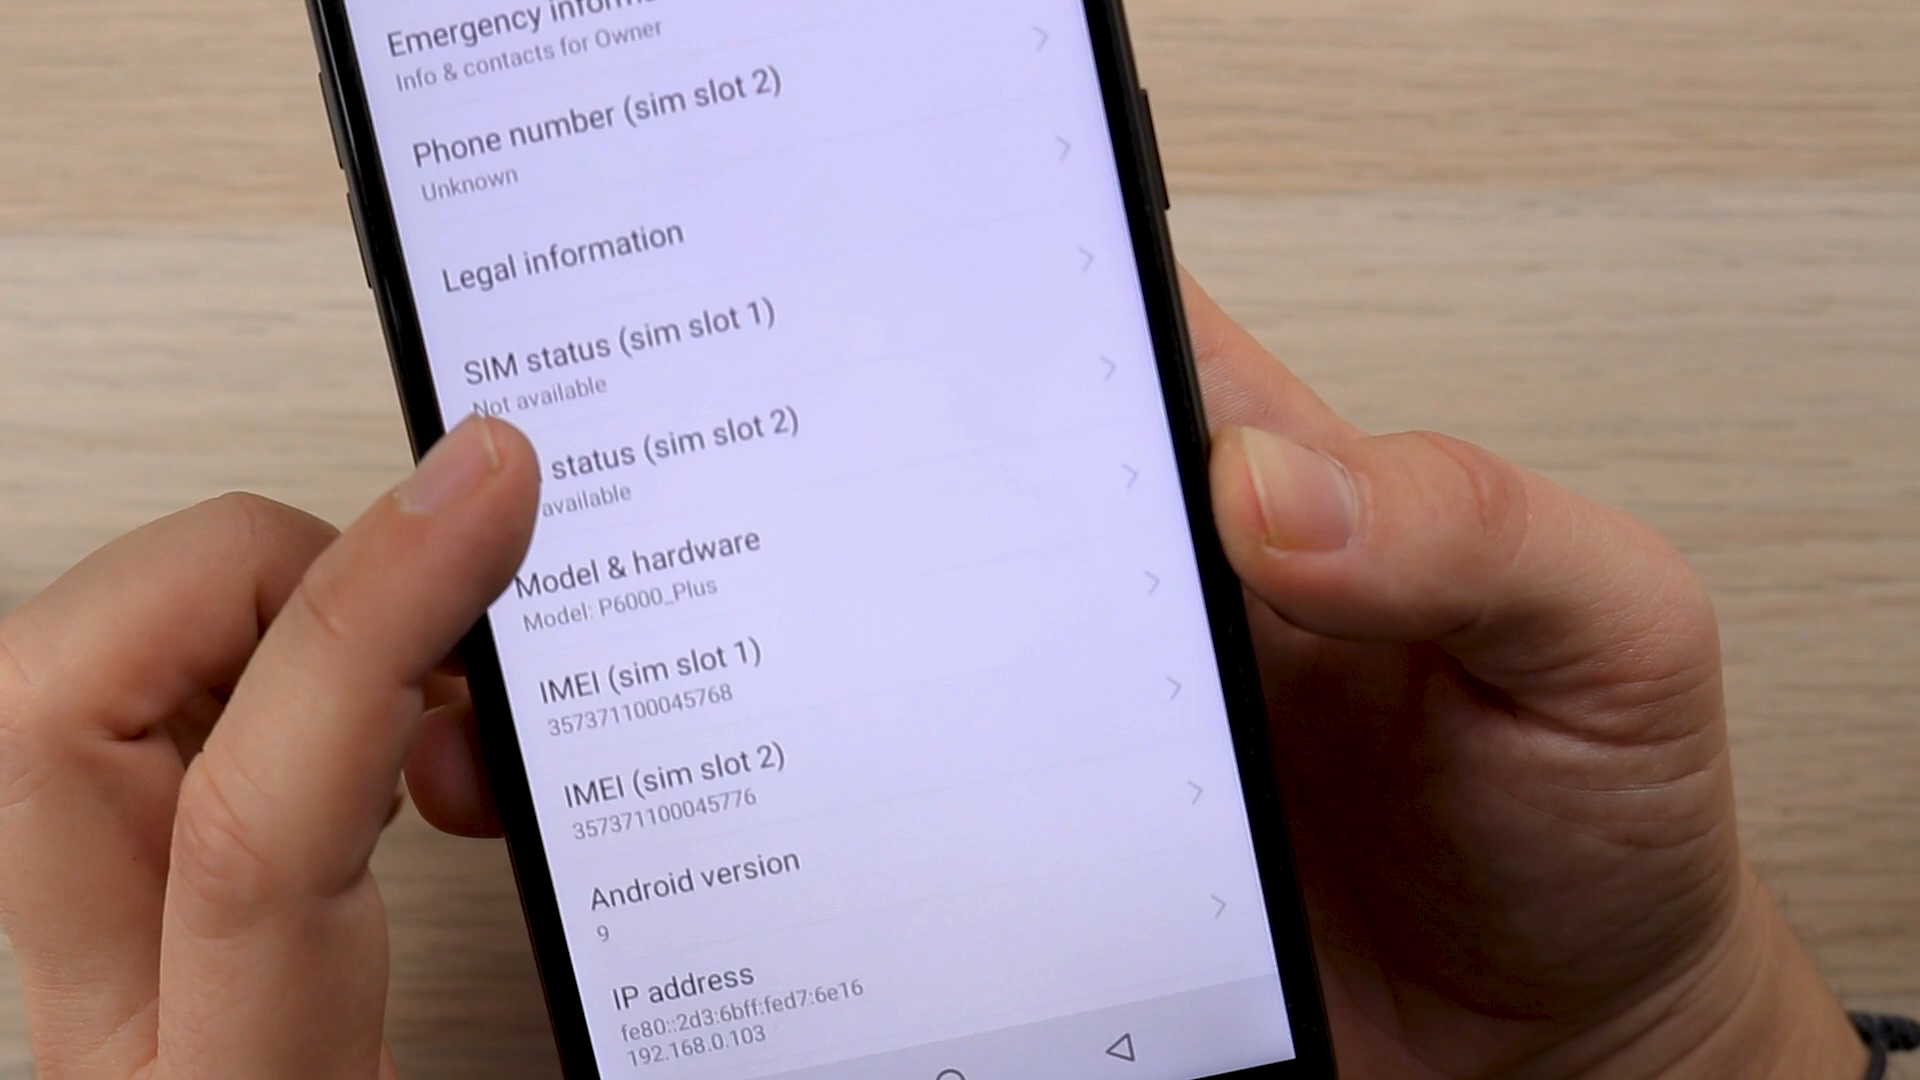 Emergency
Info & contacts for Owner
Phone number (sim slot 2)
Unknown
Legal information
SIM status (sim slot 1)
Not available
status (sim slot 2)
available
Model & hardware
Model: P6000_Plus
IMEI (sim slot 1)
357371100045768
IMEI (sim slot 2)
357371100045776
Android version
9
IP address
fe80::2d3:6bff:fed7:6e16
192.168.0.103